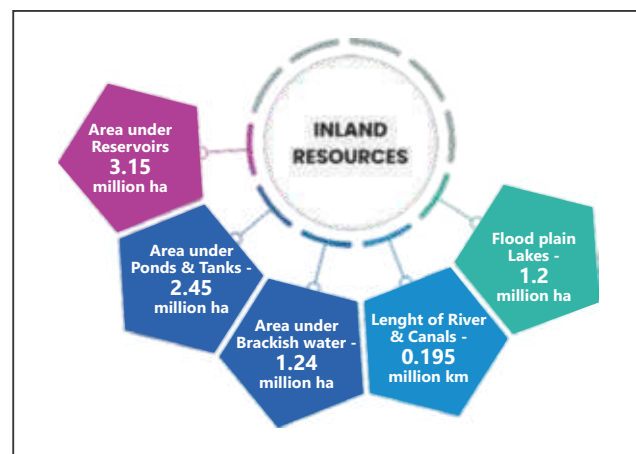 INLAND
RESOURCES
Area under
Reservoirs
3.15
million ha
Area under
Ponds & Tanks -
2.45
million ha
Area under
Brackish water -
1.24
million ha
Lenght of River
& Canals -
0.195
million km
Flood plain
Lakes -
1.2
million ha